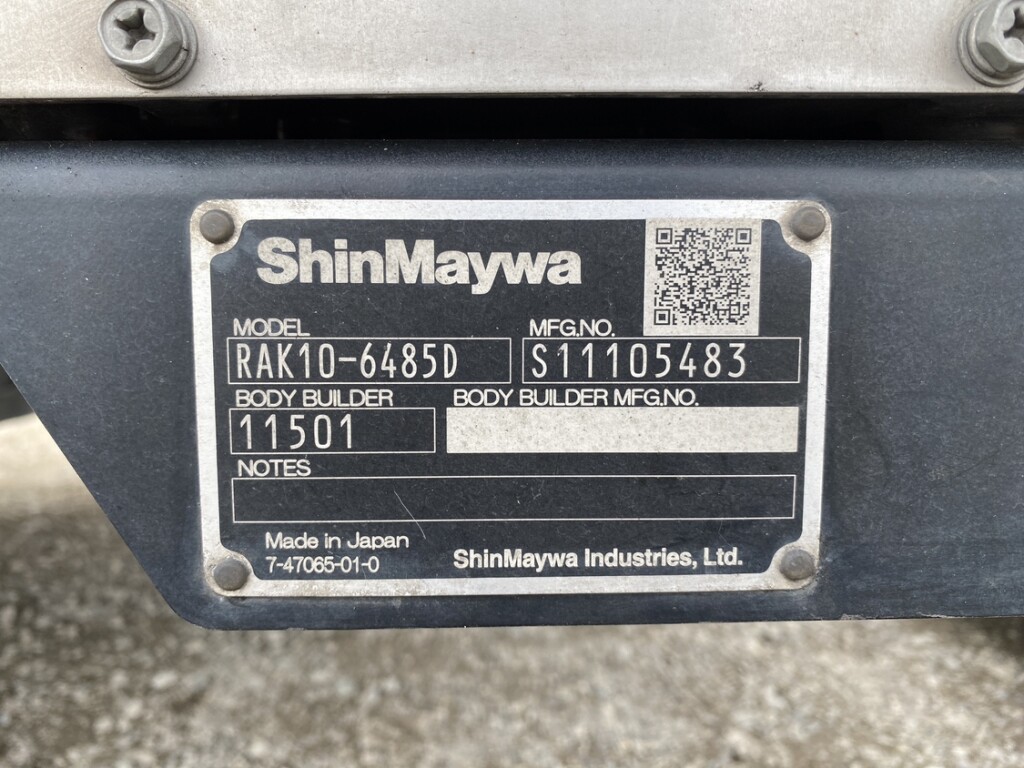 ShinMaywa
MODEL MFG.NO.
RAK10-6485D S11105483
BODY BUILDER BODY BUILDER MFG.NO.
11501
NOTES
Made in Japan
7-47065-01-0 ShinMaywa Industries, Ltd.